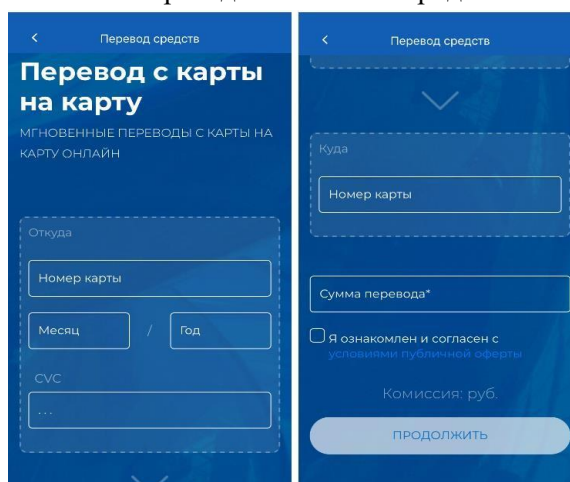 Перевод средств
Перевод с карты
на карту
МГНОВЕННЫЕ ПЕРЕВОДЫ С КАРТЫ НА
КАРТУ ОНЛАЙН
Откуда
Номер карты
Месяц / Год
CVC
...
Перевод средств
Куда
Номер карты
Сумма перевода*
Я ознакомлен и согласен с
условиями публичной оферты
Комиссия: руб.
ПРОДОЛЖИТЬ